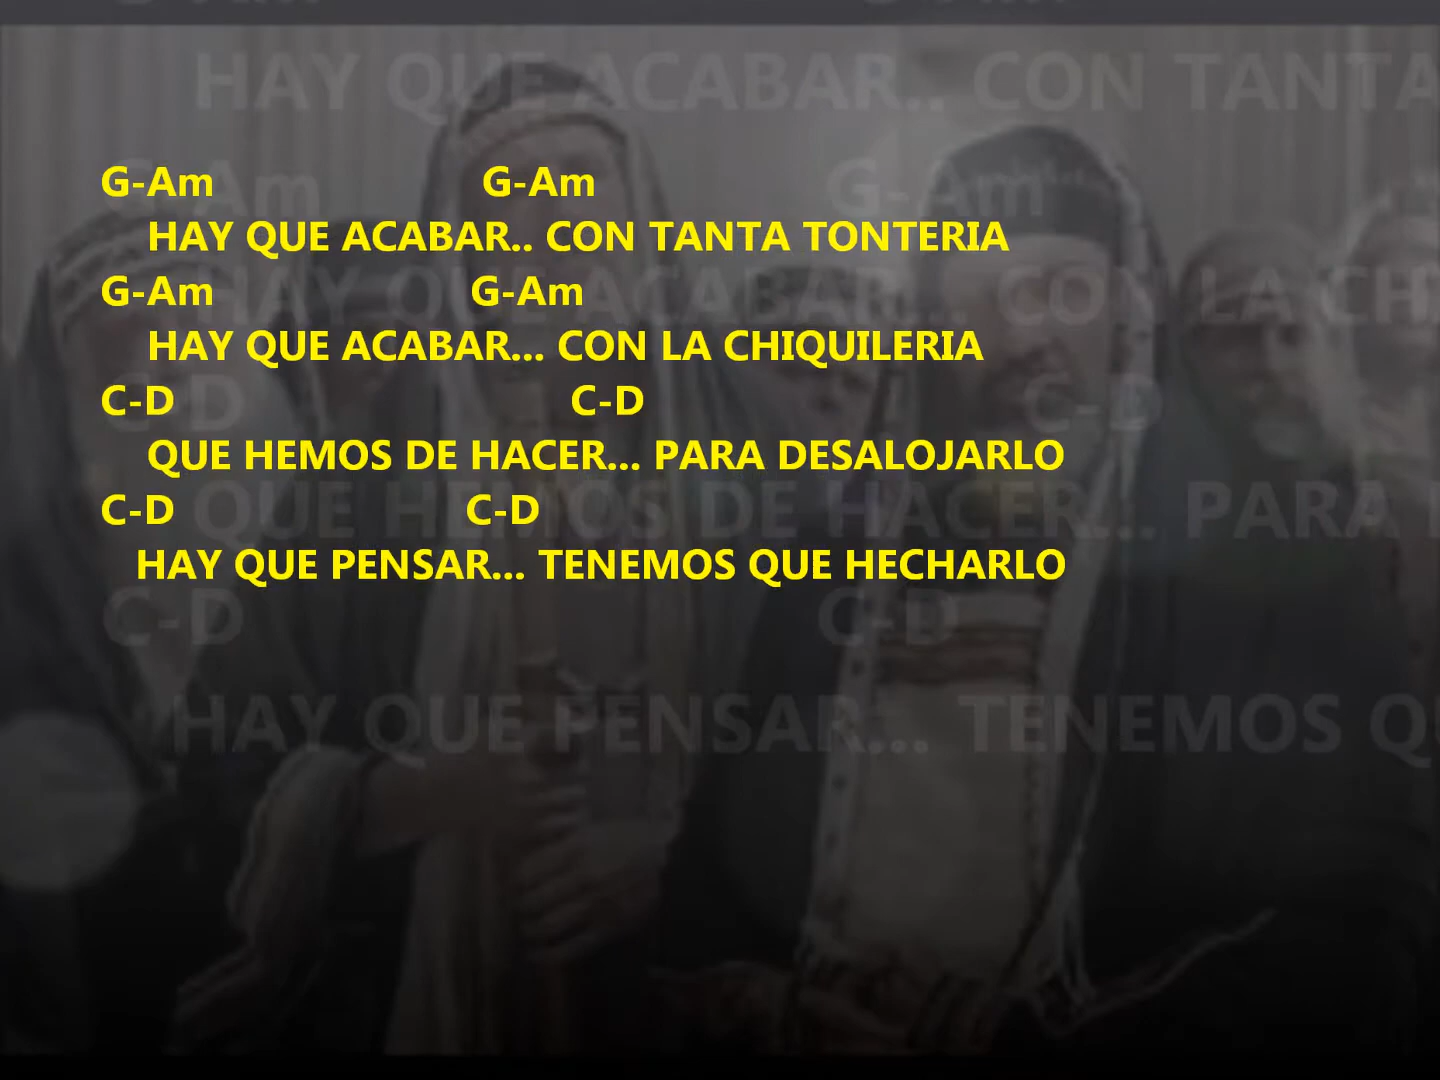 G-Am G-Am
HAY QUE ACABAR.. CON TANTA TONTERIA
G-Am G-Am
HAY QUE ACABAR... CON LA CHIQUILERIA
C-D C-D
QUE HEMOS DE HACER... PARA DESALOJARLO
C-D C-D
HAY QUE PENSAR... TENEMOS QUE HECHARLO